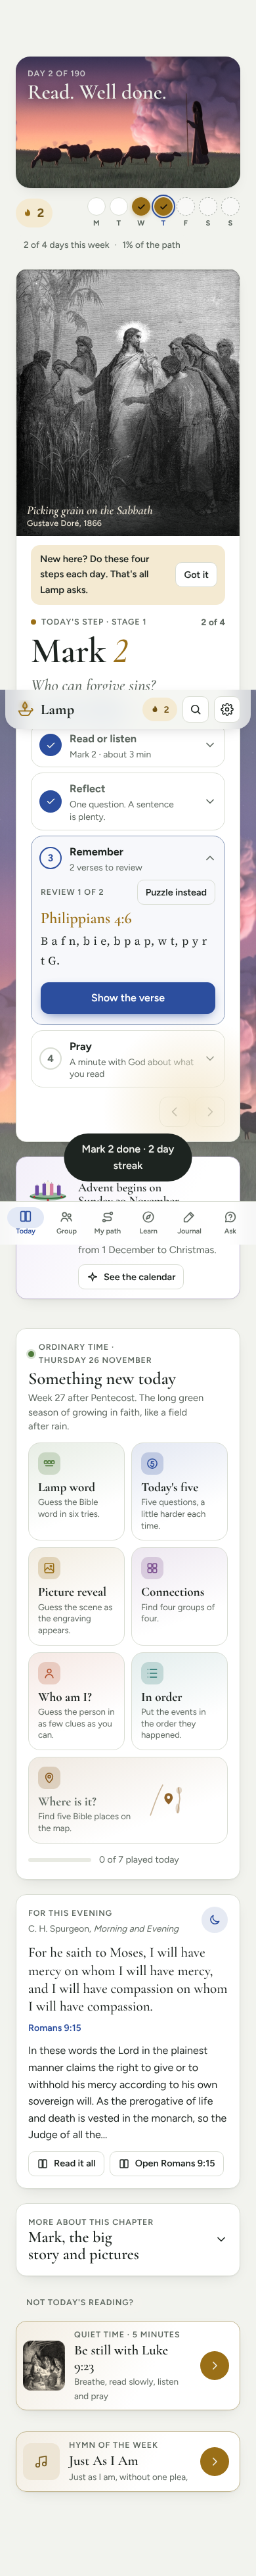 DAY 2 OF 190
Read. Well done.
2
M T W T F S S
2 of 4 days this week · 1% of the path
Picking grain on the Sabbath
Gustave Doré, 1866
New here? Do these four
steps each day. That's all
Lamp asks.
Got it
TODAY'S STEP · STAGE 1
2 of 4
Mark 2
Who can forgive sins?
Lamp
2
Read or listen
Mark 2 · about 3 min
Reflect
One question. A sentence
is plenty.
3
Remember
2 verses to review
REVIEW 1 OF 2
Puzzle instead
Philippians 4:6
B a f n, b i e, b p a p, w t, p y r
t G.
Show the verse
4
Pray
A minute with God about what
you read
Mark 2 done · 2 day
streak
Advent begins on
Sunday 29 November
Today
Group
My path
Learn
Journal
Ask
from 1 December to Christmas.
See the calendar
ORDINARY TIME ·
THURSDAY 26 NOVEMBER
Something new today
Week 27 after Pentecost. The long green
season of growing in faith, like a field
after rain.
Lamp word
Guess the Bible
word in six tries.
Today's five
Five questions, a
little harder each
time.
Picture reveal
Guess the scene as
the engraving
appears.
Connections
Find four groups of
four.
Who am I?
Guess the person in
as few clues as you
can.
In order
Put the events in
the order they
happened.
Where is it?
Find five Bible places on
the map.
0 of 7 played today
FOR THIS EVENING
C. H. Spurgeon, Morning and Evening
For he saith to Moses, I will have
mercy on whom I will have mercy,
and I will have compassion on whom
I will have compassion.
Romans 9:15
In these words the Lord in the plainest
manner claims the right to give or to
withhold his mercy according to his own
sovereign will. As the prerogative of life
and death is vested in the monarch, so the
Judge of all the...
Read it all
Open Romans 9:15
MORE ABOUT THIS CHAPTER
Mark, the big
story and pictures
NOT TODAY'S READING?
QUIET TIME · 5 MINUTES
Be still with Luke
9:23
Breathe, read slowly, listen
and pray
HYMN OF THE WEEK
Just As I Am
Just as I am, without one plea,